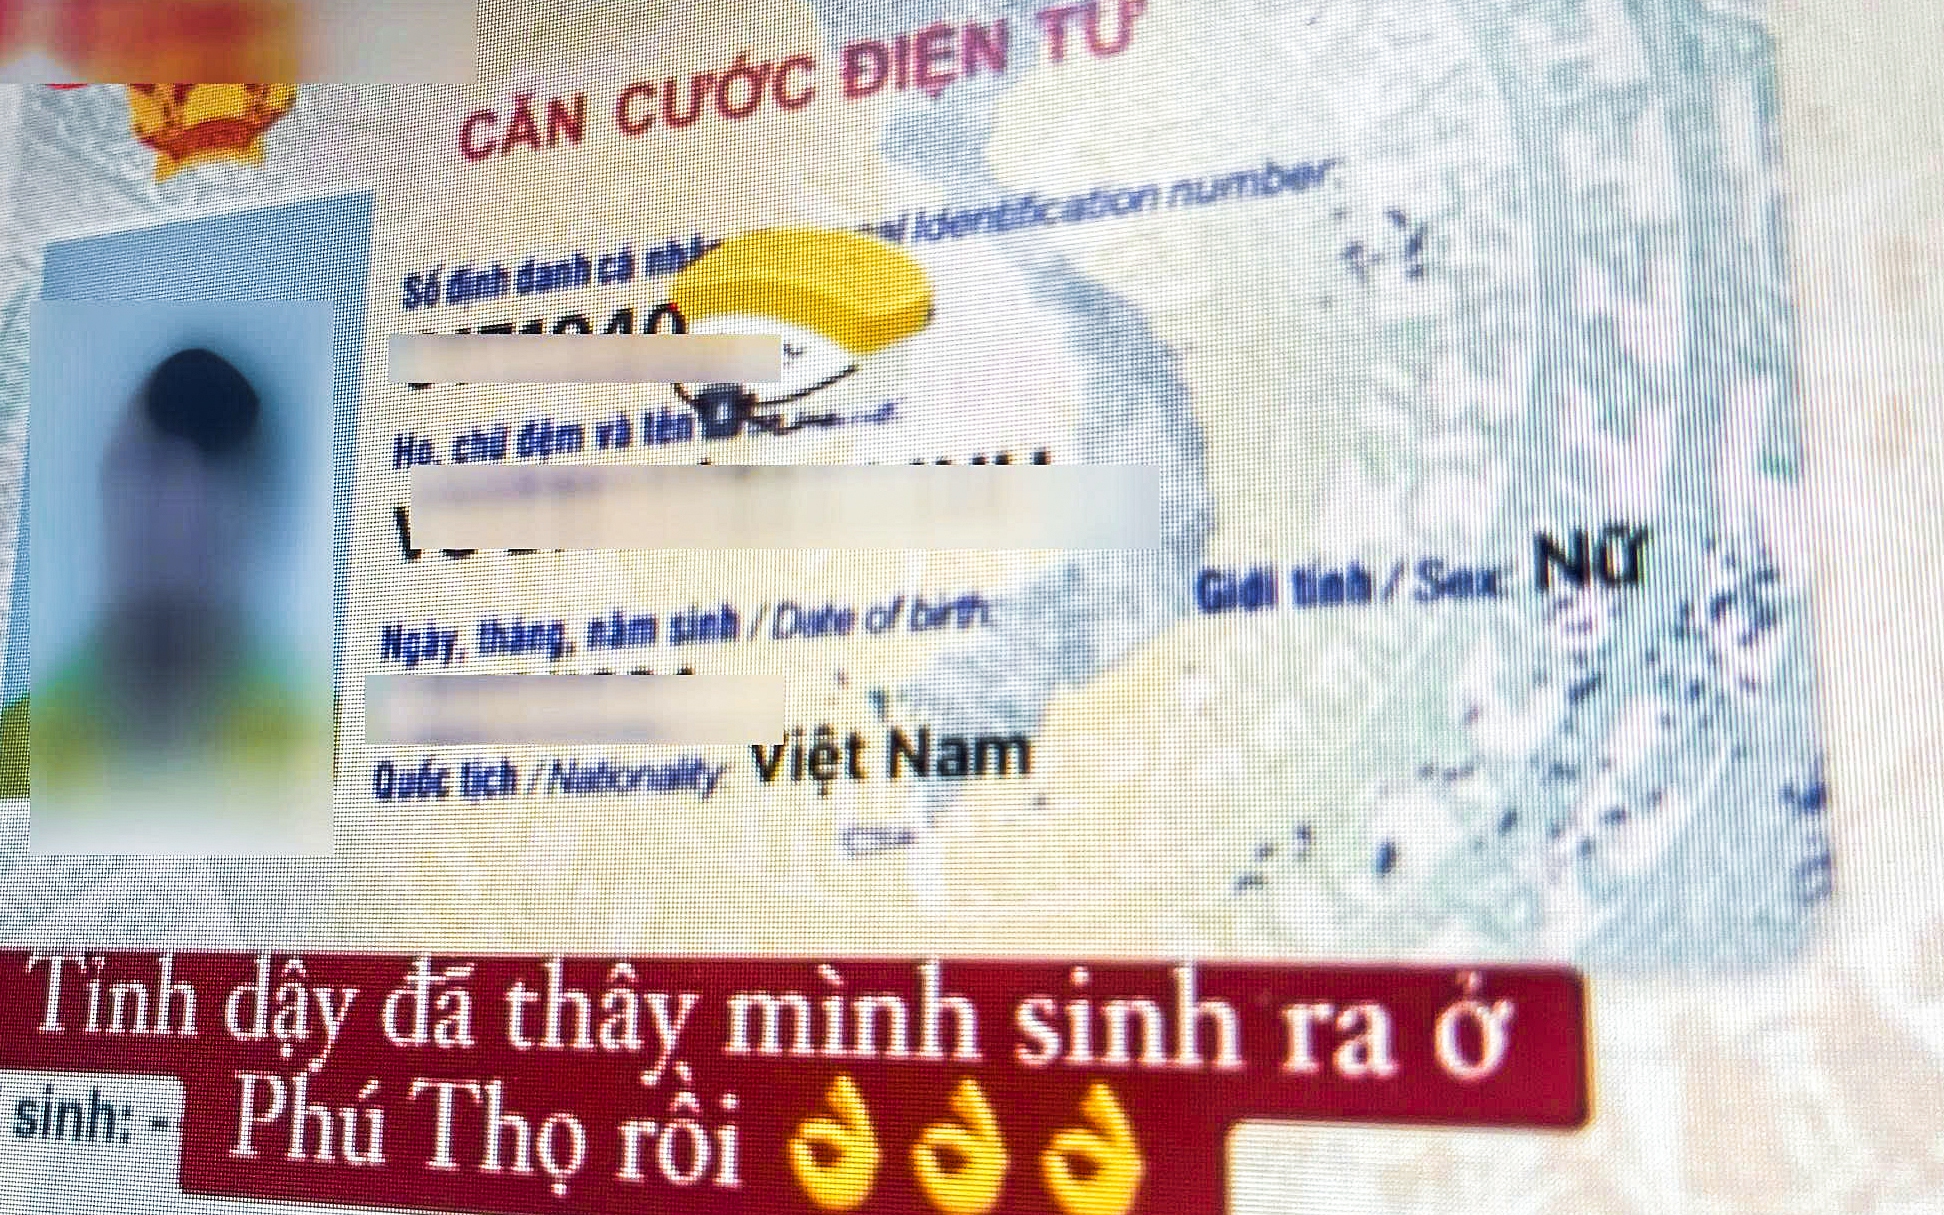 CĂN CƯỚC ĐIỆN TỬ
Số định danh cá nhân Identification number:
Họ, chữ đệm và tên
Ngày, tháng, năm sinh / Date of birth:
Giới tính / Sex: Nữ
Quốc tịch / Nationality: Việt Nam
Tỉnh dậy đã thấy mình sinh ra ở
sinh: -
Phú Thọ rồi 👌👌👌